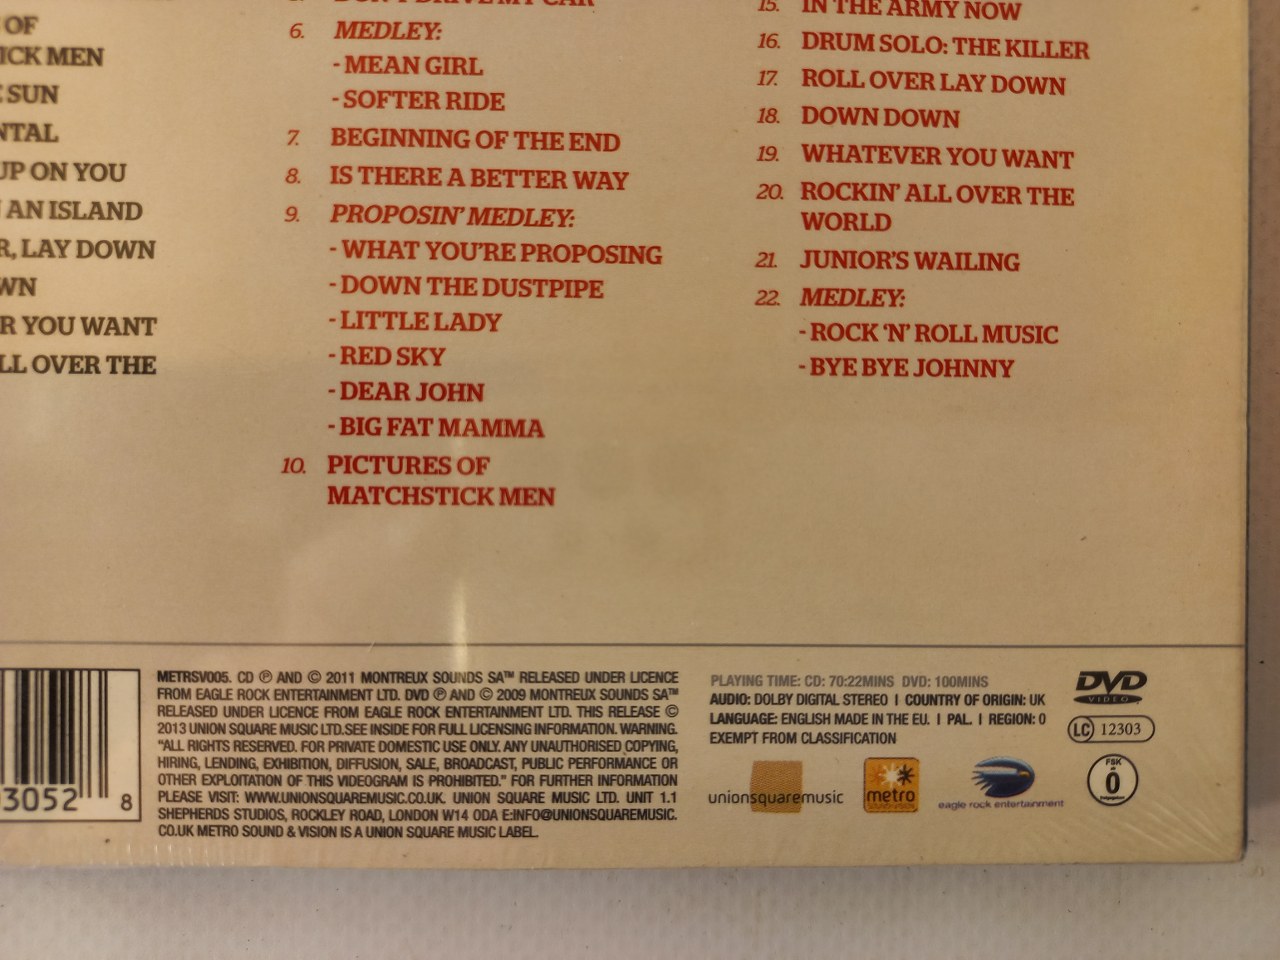 OF
ICK MEN
SUN
NTAL
UP ON YOU
AN ISLAND
R, LAY DOWN
WN
R YOU WANT
LL OVER THE
DON'T DRIVE MY CAR
6. MEDLEY:
- MEAN GIRL
- SOFTER RIDE
7. BEGINNING OF THE END
8. IS THERE A BETTER WAY
9. PROPOSIN' MEDLEY:
- WHAT YOU'RE PROPOSING
- DOWN THE DUSTPIPE
- LITTLE LADY
- RED SKY
- DEAR JOHN
- BIG FAT MAMMA
10. PICTURES OF
MATCHSTICK MEN
15. IN THE ARMY NOW
16. DRUM SOLO: THE KILLER
17. ROLL OVER LAY DOWN
18. DOWN DOWN
19. WHATEVER YOU WANT
20. ROCKIN' ALL OVER THE
WORLD
21. JUNIOR'S WAILING
22. MEDLEY:
- ROCK 'N' ROLL MUSIC
- BYE BYE JOHNNY
3052 8
METRSV005. CD ℗ AND © 2011 MONTREUX SOUNDS SA™ RELEASED UNDER LICENCE
FROM EAGLE ROCK ENTERTAINMENT LTD. DVD ℗ AND © 2009 MONTREUX SOUNDS SA™
RELEASED UNDER LICENCE FROM EAGLE ROCK ENTERTAINMENT LTD. THIS RELEASE ©
2013 UNION SQUARE MUSIC LTD.SEE INSIDE FOR FULL LICENSING INFORMATION. WARNING.
"ALL RIGHTS RESERVED. FOR PRIVATE DOMESTIC USE ONLY. ANY UNAUTHORISED COPYING,
HIRING, LENDING, EXHIBITION, DIFFUSION, SALE, BROADCAST, PUBLIC PERFORMANCE OR
OTHER EXPLOITATION OF THIS VIDEOGRAM IS PROHIBITED." FOR FURTHER INFORMATION
PLEASE VISIT: WWW.UNIONSQUAREMUSIC.CO.UK. UNION SQUARE MUSIC LTD. UNIT 1.1
SHEPHERDS STUDIOS, ROCKLEY ROAD, LONDON W14 0DA E:INFO@UNIONSQUAREMUSIC.
CO.UK METRO SOUND & VISION IS A UNION SQUARE MUSIC LABEL.
PLAYING TIME: CD: 70:22MINS DVD: 100MINS
AUDIO: DOLBY DIGITAL STEREO I COUNTRY OF ORIGIN: UK
LANGUAGE: ENGLISH MADE IN THE EU. I PAL. I REGION: 0
EXEMPT FROM CLASSIFICATION
unionsquaremusic
metro
eagle rock entertainment
DVD
VIDEO
LC 12303
FSK
ab
0